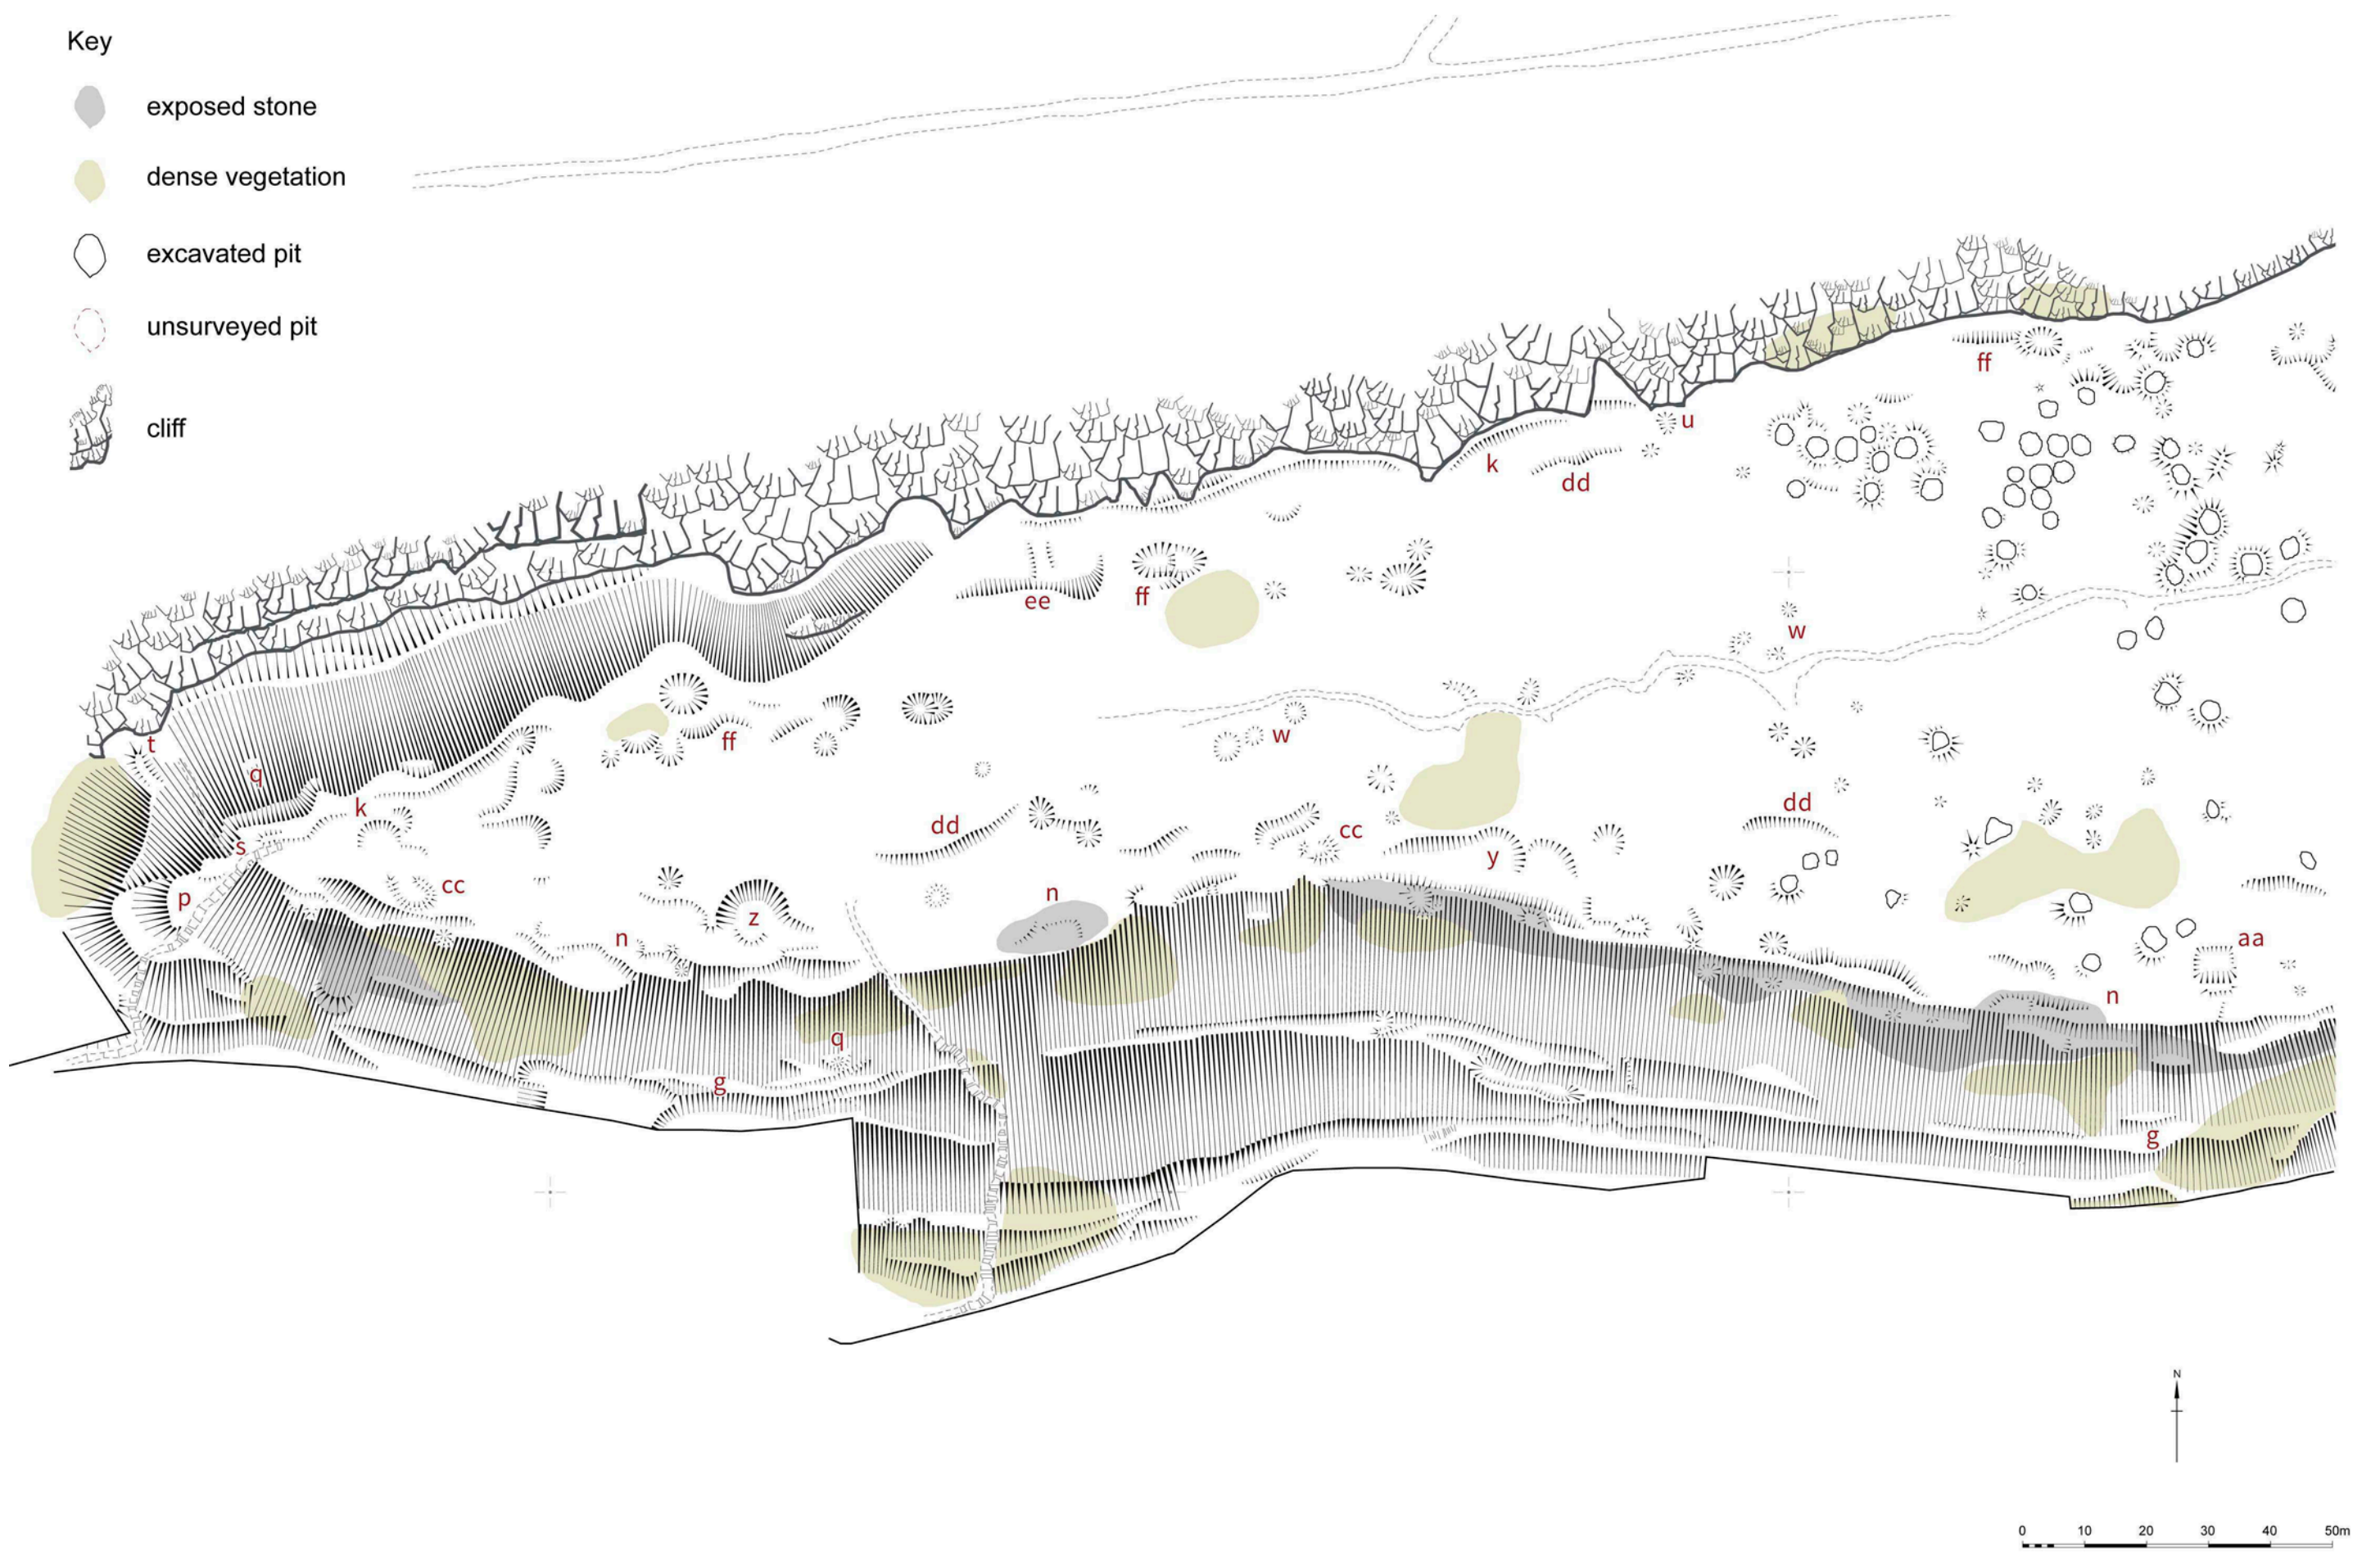 Key
exposed stone
dense vegetation
excavated pit
unsurveyed pit
cliff
ff
u
k
dd
ee
ff
w
t
ff
w
q
k
dd
dd
s
cc
y
cc
p
n
z
n
aa
n
q
g
g
N
0 10 20 30 40 50m